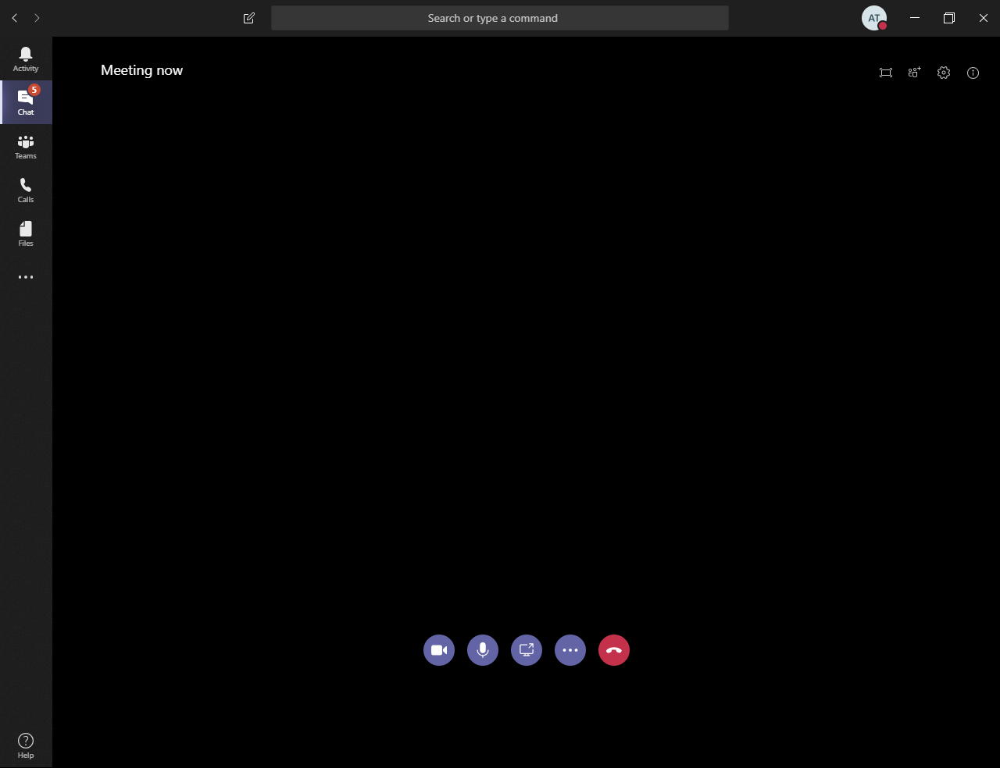 Search or type a command
AT
Activity
5
Chat
Teams
Calls
Files
Help
Meeting now